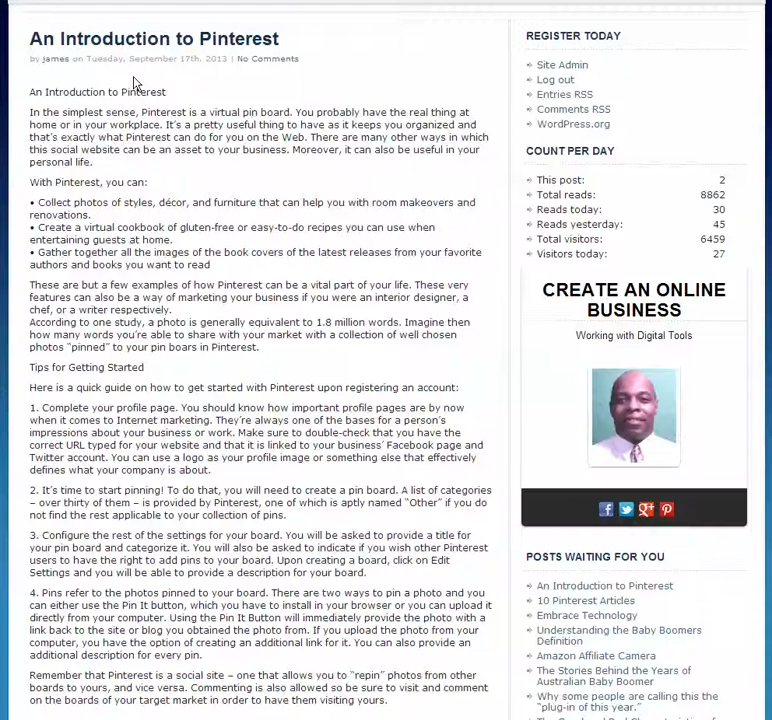 An Introduction to Pinterest
by james on Tuesday, September 17th, 2013 | No Comments
An Introduction to Pinterest
In the simplest sense, Pinterest is a virtual pin board. You probably have the real thing at
home or in your workplace. It's a pretty useful thing to have as it keeps you organized and
that's exactly what Pinterest can do for you on the Web. There are many other ways in which
this social website can be an asset to your business. Moreover, it can also be useful in your
personal life.
With Pinterest, you can:
• Collect photos of styles, décor, and furniture that can help you with room makeovers and
renovations.
• Create a virtual cookbook of gluten-free or easy-to-do recipes you can use when
entertaining guests at home.
• Gather together all the images of the book covers of the latest releases from your favorite
authors and books you want to read
These are but a few examples of how Pinterest can be a vital part of your life. These very
features can also be a way of marketing your business if you were an interior designer, a
chef, or a writer respectively.
According to one study, a photo is generally equivalent to 1.8 million words. Imagine then
how many words you're able to share with your market with a collection of well chosen
photos "pinned" to your pin boars in Pinterest.
Tips for Getting Started
Here is a quick guide on how to get started with Pinterest upon registering an account:
1. Complete your profile page. You should know how important profile pages are by now
when it comes to Internet marketing. They're always one of the bases for a person's
impressions about your business or work. Make sure to double-check that you have the
correct URL typed for your website and that it is linked to your business' Facebook page and
Twitter account. You can use a logo as your profile image or something else that effectively
defines what your company is about.
2. It's time to start pinning! To do that, you will need to create a pin board. A list of categories
– over thirty of them – is provided by Pinterest, one of which is aptly named "Other" if you do
not find the rest applicable to your collection of pins.
3. Configure the rest of the settings for your board. You will be asked to provide a title for
your pin board and categorize it. You will also be asked to indicate if you wish other Pinterest
users to have the right to add pins to your board. Upon creating a board, click on Edit
Settings and you will be able to provide a description for your board.
4. Pins refer to the photos pinned to your board. There are two ways to pin a photo and you
can either use the Pin It button, which you have to install in your browser or you can upload it
directly from your computer. Using the Pin It Button will immediately provide the photo with a
link back to the site or blog you obtained the photo from. If you upload the photo from your
computer, you have the option of creating an additional link for it. You can also provide an
additional description for every pin.
Remember that Pinterest is a social site – one that allows you to "repin" photos from other
boards to yours, and vice versa. Commenting is also allowed so be sure to visit and comment
on the boards of your target market in order to have them visiting yours.
REGISTER TODAY
Site Admin
Log out
Entries RSS
Comments RSS
WordPress.org
COUNT PER DAY
This post: 2
Total reads: 8862
Reads today: 30
Reads yesterday: 45
Total visitors: 6459
Visitors today: 27
CREATE AN ONLINE
BUSINESS
Working with Digital Tools
POSTS WAITING FOR YOU
An Introduction to Pinterest
10 Pinterest Articles
Embrace Technology
Understanding the Baby Boomers
Definition
Amazon Affiliate Camera
The Stories Behind the Years of
Australian Baby Boomer
Why some people are calling this the
"plug-in of this year."